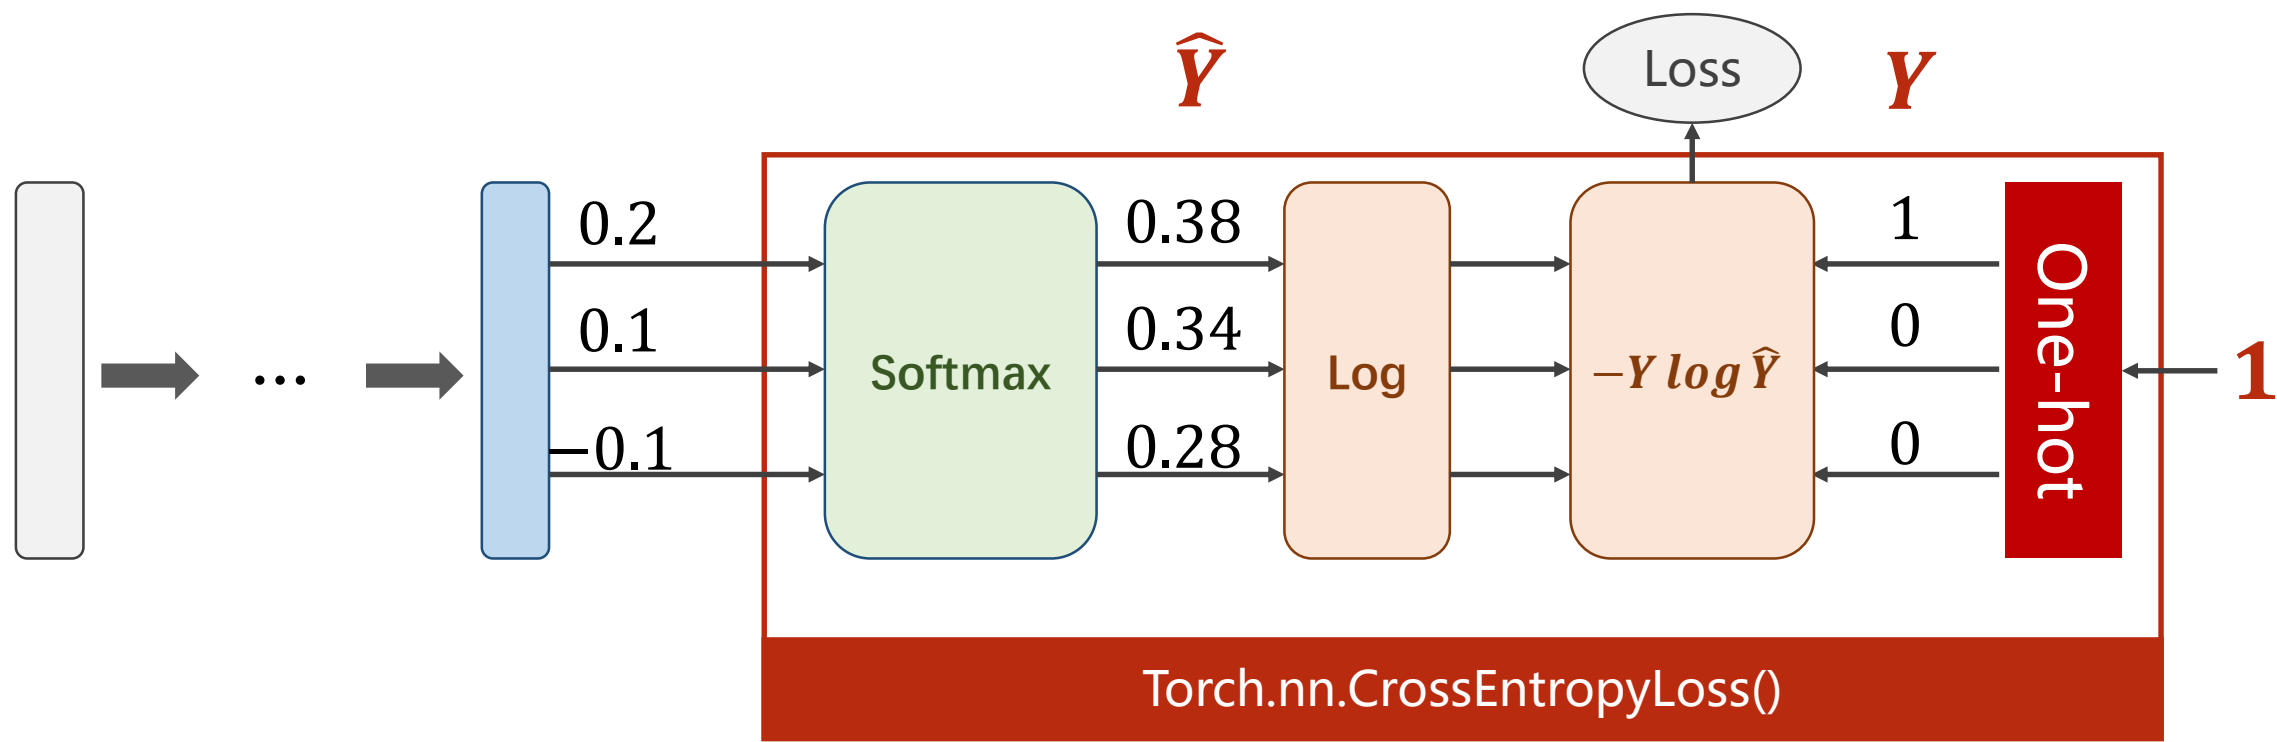 Ŷ
Loss
Y
0.2
0.38
1
0.1
0.34
0
−0.1
0.28
0
...
Softmax
Log
−Y log Ŷ
One-hot
1
Torch.nn.CrossEntropyLoss()